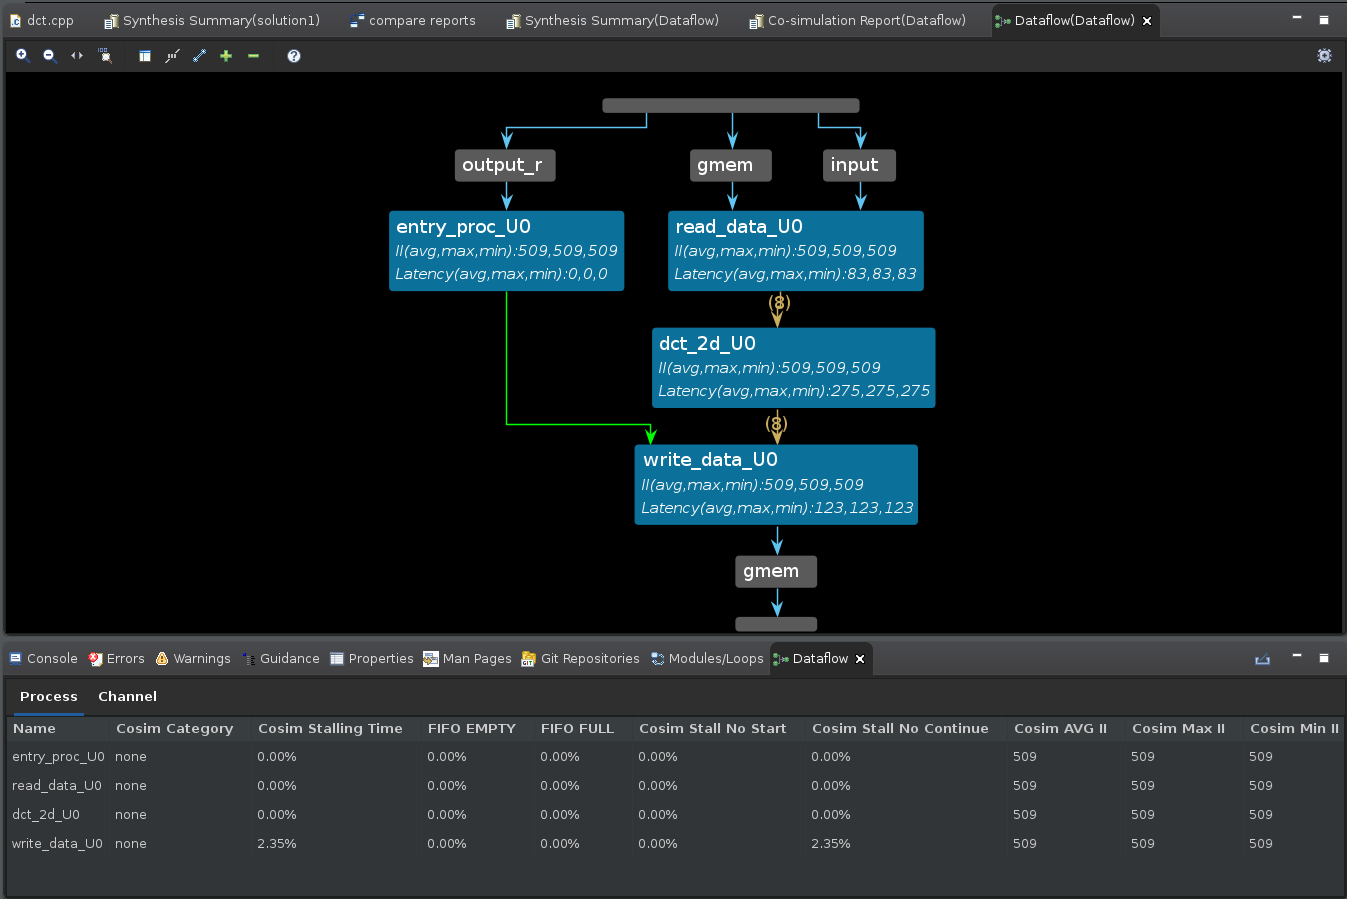 dct.cpp Synthesis Summary(solution1) compare reports Synthesis Summary(Dataflow) Co-simulation Report(Dataflow) Dataflow(Dataflow)
output_r gmem input
entry_proc_U0
II(avg,max,min):509,509,509
Latency(avg,max,min):0,0,0
read_data_U0
II(avg,max,min):509,509,509
Latency(avg,max,min):83,83,83
(8)
dct_2d_U0
II(avg,max,min):509,509,509
Latency(avg,max,min):275,275,275
(8)
write_data_U0
II(avg,max,min):509,509,509
Latency(avg,max,min):123,123,123
gmem
Console Errors Warnings Guidance Properties Man Pages Git Repositories Modules/Loops Dataflow
Process Channel
Name Cosim Category Cosim Stalling Time FIFO EMPTY FIFO FULL Cosim Stall No Start Cosim Stall No Continue Cosim AVG II Cosim Max II Cosim Min II
entry_proc_U0 none 0.00% 0.00% 0.00% 0.00% 0.00% 509 509 509
read_data_U0 none 0.00% 0.00% 0.00% 0.00% 0.00% 509 509 509
dct_2d_U0 none 0.00% 0.00% 0.00% 0.00% 0.00% 509 509 509
write_data_U0 none 2.35% 0.00% 0.00% 0.00% 2.35% 509 509 509